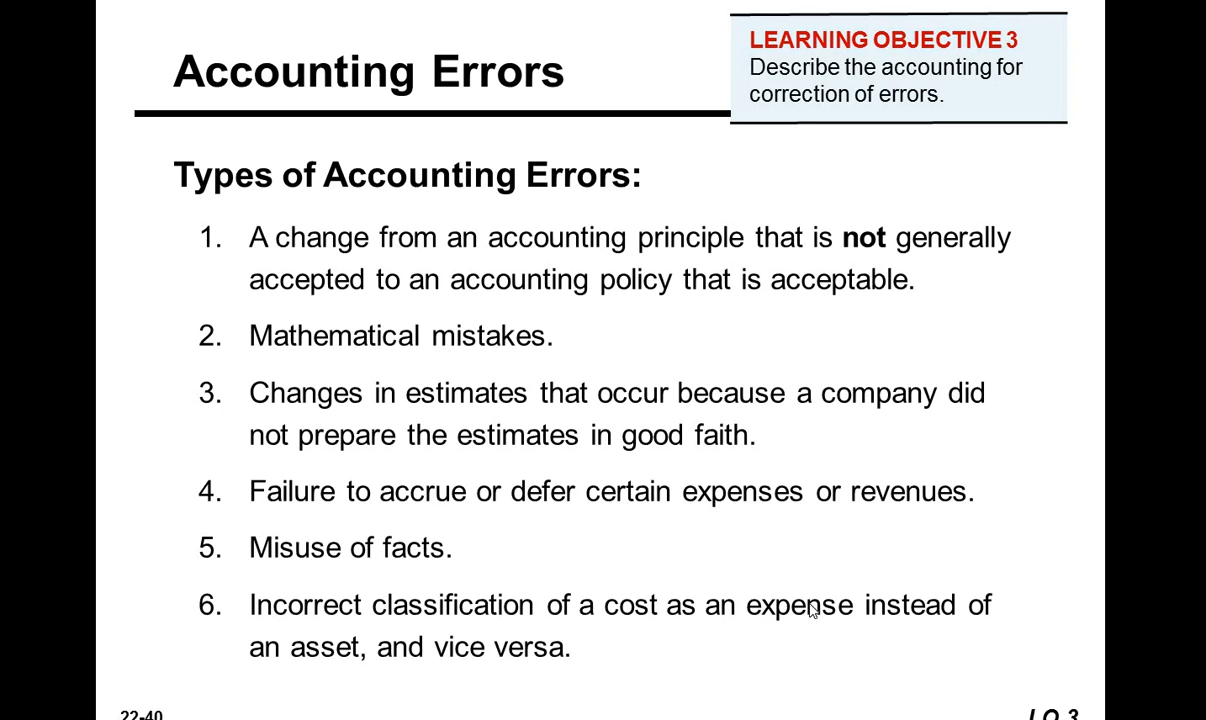 Accounting Errors
LEARNING OBJECTIVE 3
Describe the accounting for
correction of errors.
Types of Accounting Errors:
1. A change from an accounting principle that is not generally
accepted to an accounting policy that is acceptable.
2. Mathematical mistakes.
3. Changes in estimates that occur because a company did
not prepare the estimates in good faith.
4. Failure to accrue or defer certain expenses or revenues.
5. Misuse of facts.
6. Incorrect classification of a cost as an expense instead of
an asset, and vice versa.
22-40
LO 3